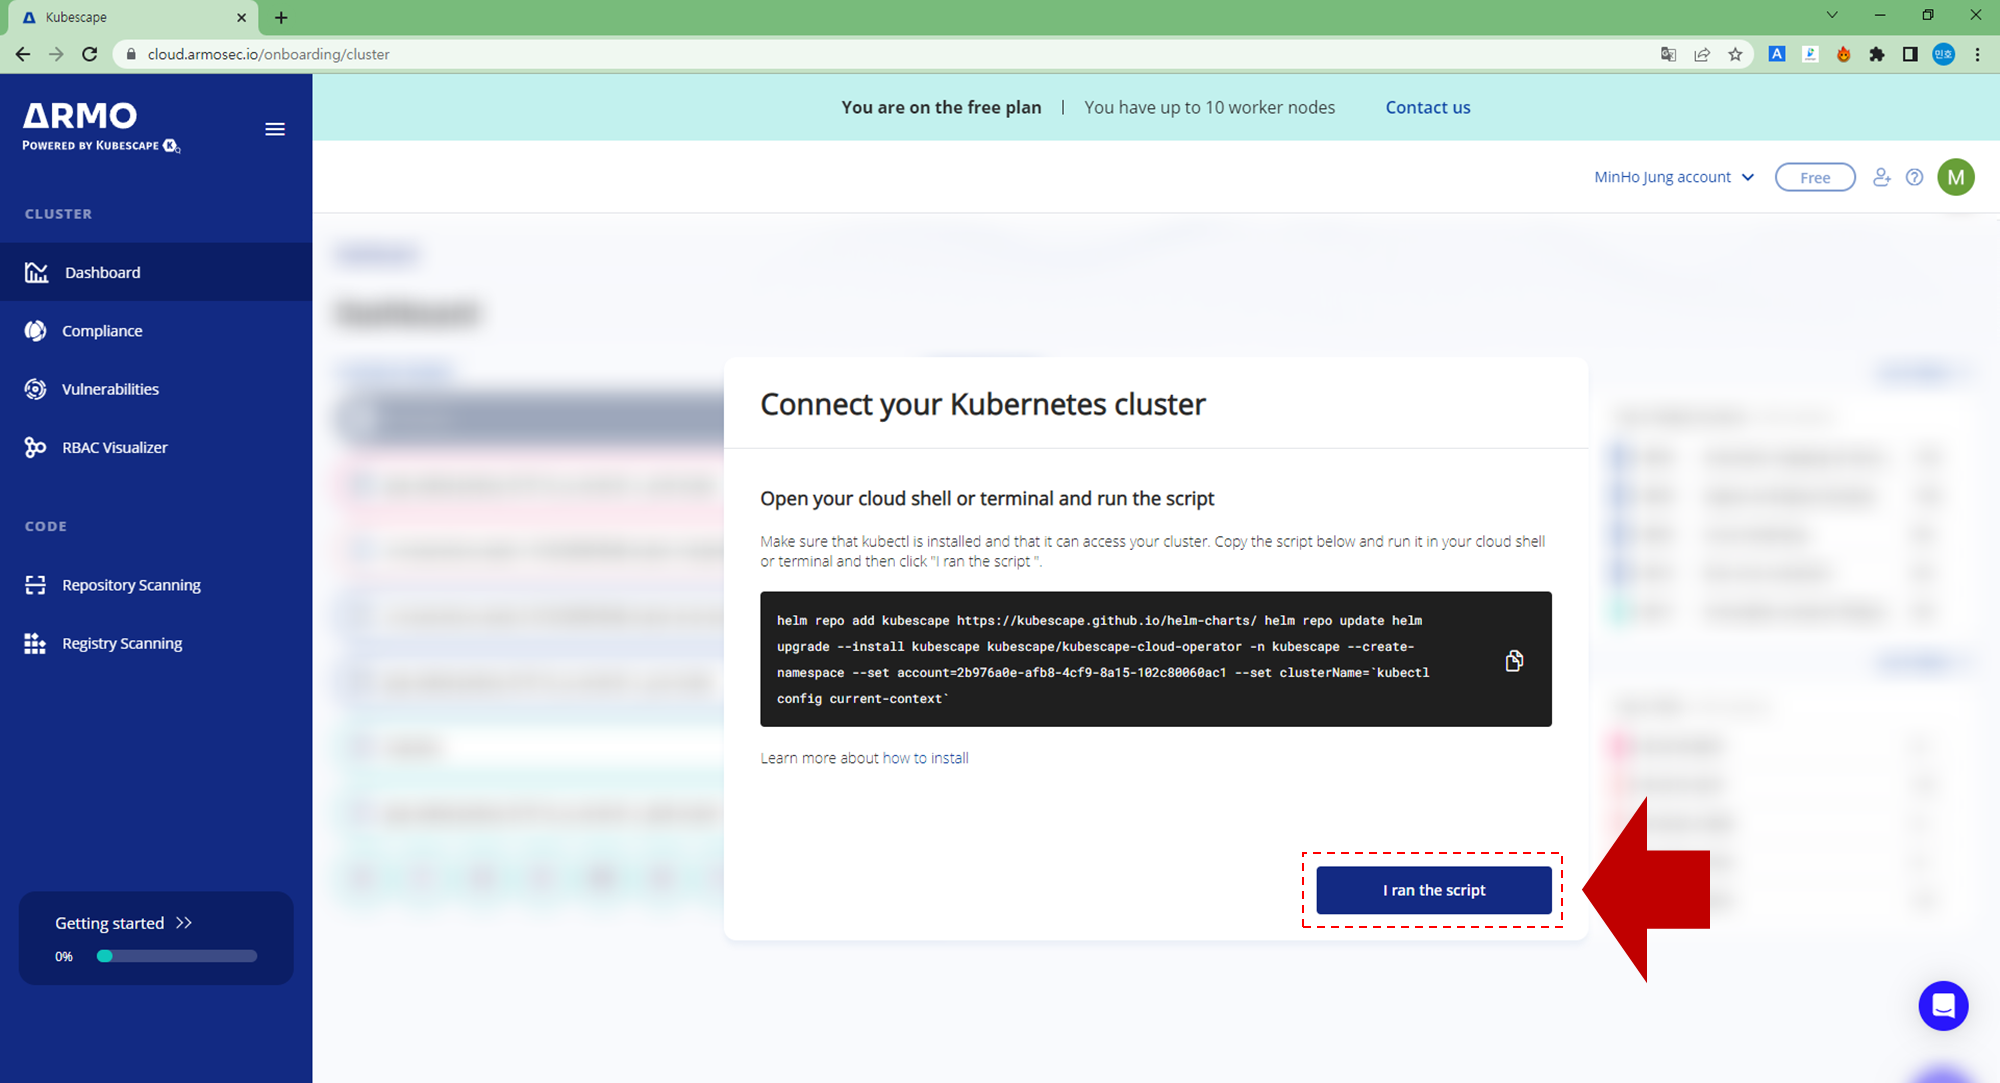 Kubescape
cloud.armosec.io/onboarding/cluster
민호
ARMO
POWERED BY KUBESCAPE
You are on the free plan | You have up to 10 worker nodes Contact us
MinHo Jung account Free M
CLUSTER
Dashboard
Compliance
Vulnerabilities
RBAC Visualizer
CODE
Repository Scanning
Registry Scanning
Getting started >>
0%
Connect your Kubernetes cluster
Open your cloud shell or terminal and run the script
Make sure that kubectl is installed and that it can access your cluster. Copy the script below and run it in your cloud shell
or terminal and then click "I ran the script ".
helm repo add kubescape https://kubescape.github.io/helm-charts/ helm repo update helm
upgrade --install kubescape kubescape/kubescape-cloud-operator -n kubescape --create-
namespace --set account=2b976a0e-afb8-4cf9-8a15-102c80060ac1 --set clusterName=`kubectl
config current-context`
Learn more about how to install
I ran the script